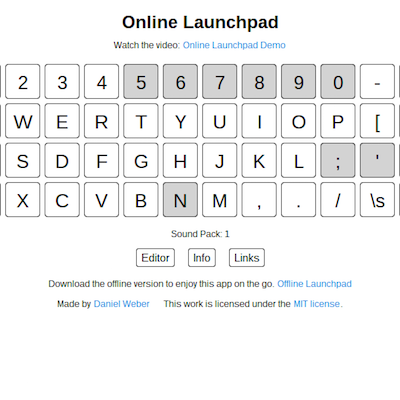 Online Launchpad
Watch the video: Online Launchpad Demo
2 3 4 5 6 7 8 9 0 -
W E R T Y U I O P [
S D F G H J K L ; '
X C V B N M , . / \s
Sound Pack: 1
Editor Info Links
Download the offline version to enjoy this app on the go. Offline Launchpad
Made by Daniel Weber This work is licensed under the MIT license.